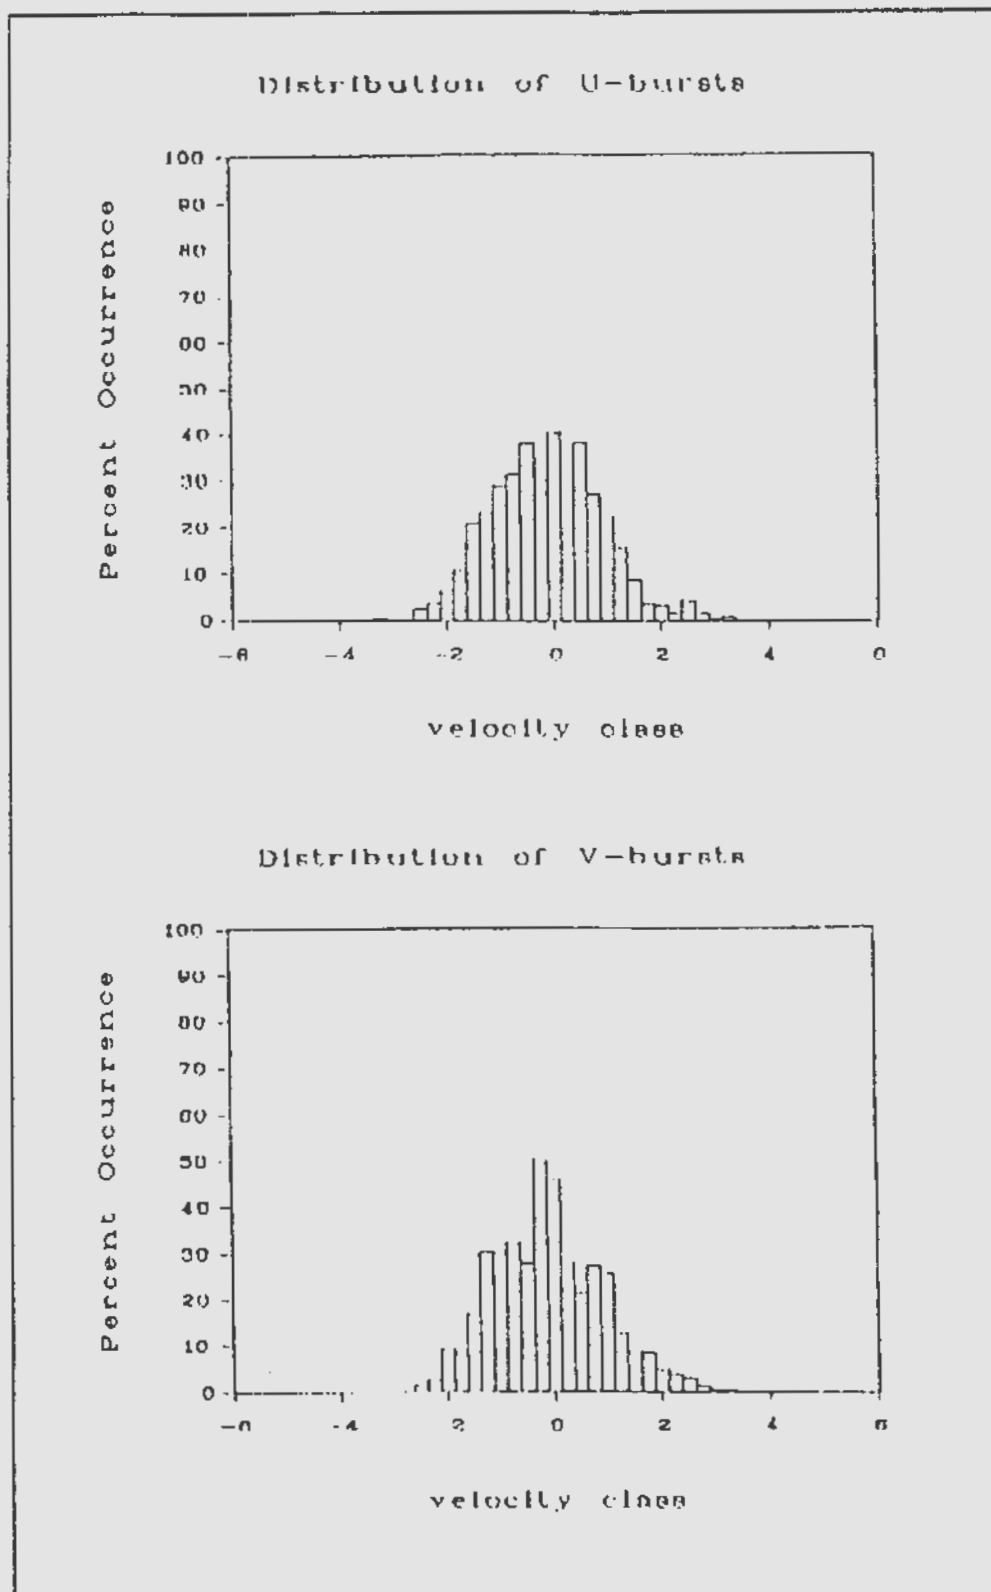 Distribution of U-bursts
100
90
80
70
60
50
40
30
20
10
0
Percent Occurrence
-6 -4 -2 0 2 4 6
velocity class
Distribution of V-bursts
100
90
80
70
60
50
40
30
20
10
0
Percent Occurrence
-6 -4 2 0 2 4 6
velocity class